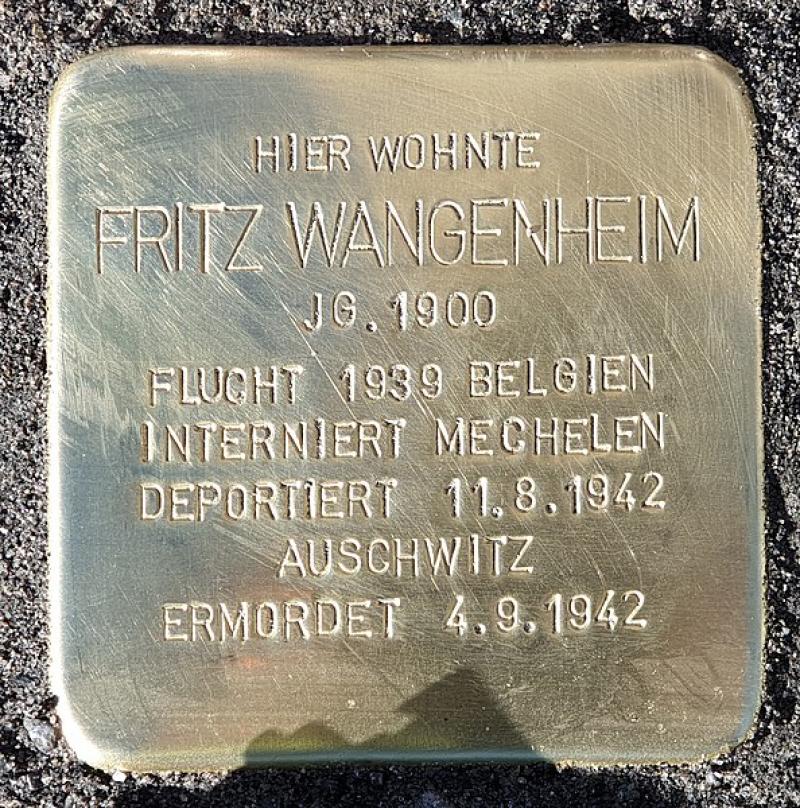 HIER WOHNTE
FRITZ WANGENHEIM
JG. 1900
FLUCHT 1939 BELGIEN
INTERNIERT MECHELEN
DEPORTIERT 11.8.1942
AUSCHWITZ
ERMORDET 4.9.1942